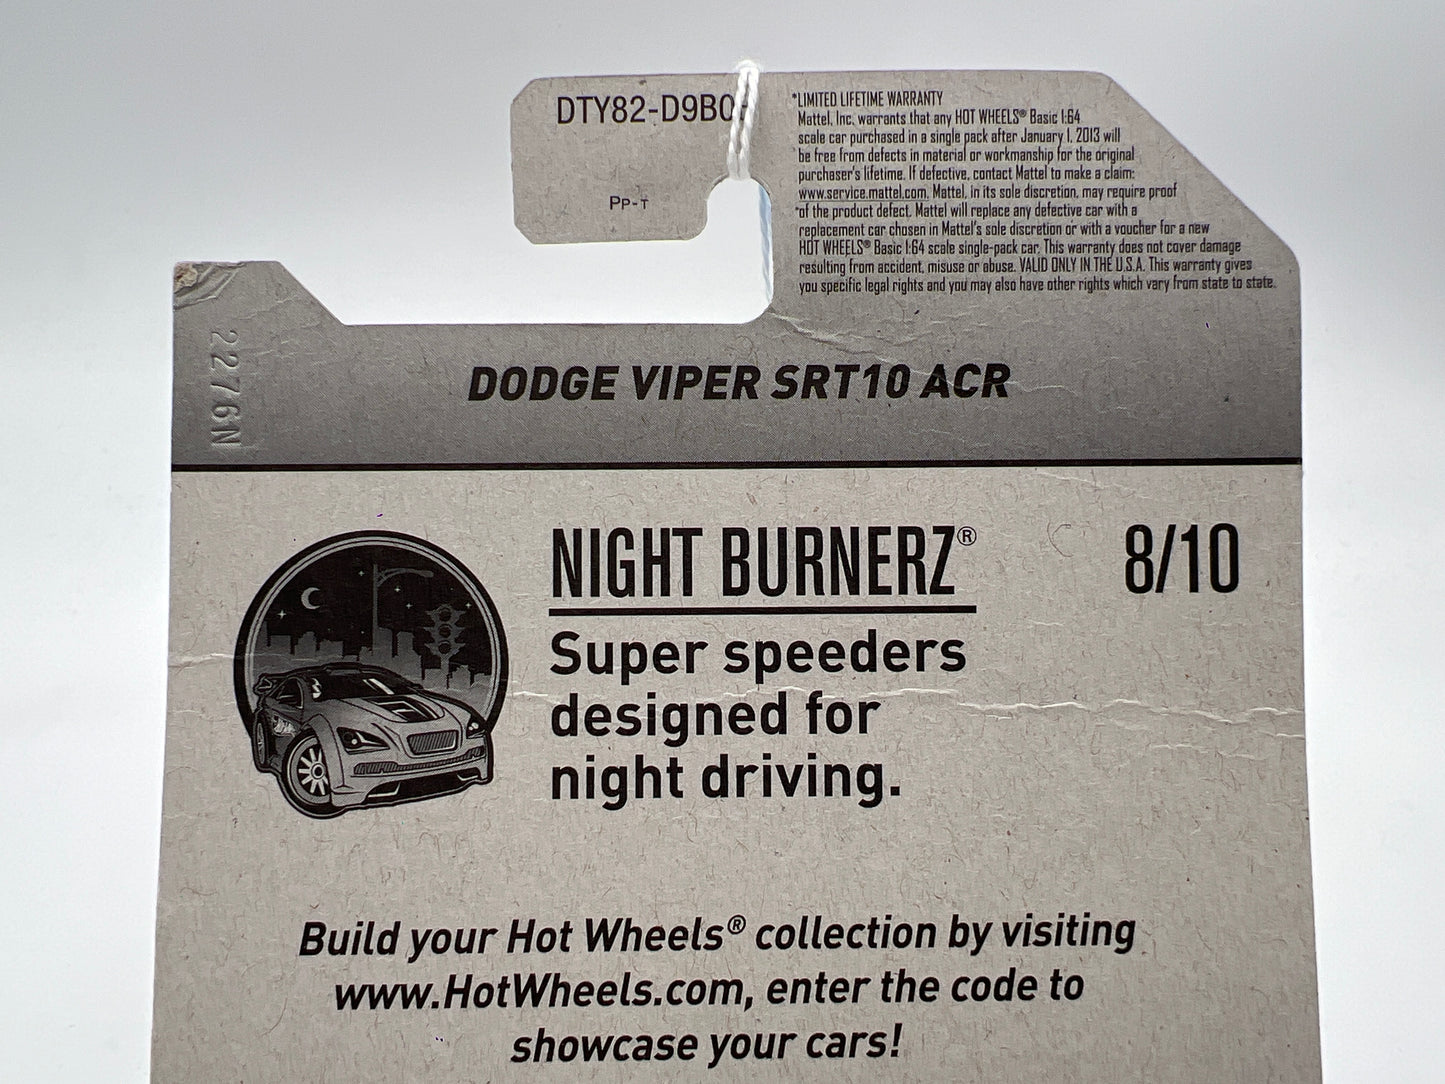 DTY82-D9B0
PP-T
*LIMITED LIFETIME WARRANTY
Mattel, Inc. warrants that any HOT WHEELS® Basic 1:64
scale car purchased in a single pack after January 1, 2013 will
be free from defects in material or workmanship for the original
purchaser's lifetime. If defective, contact Mattel to make a claim:
www.service.mattel.com. Mattel, in its sole discretion, may require proof
of the product defect. Mattel will replace any defective car with a
replacement car chosen in Mattel's sole discretion or with a voucher for a new
HOT WHEELS® Basic 1:64 scale single-pack car. This warranty does not cover damage
resulting from accident, misuse or abuse. VALID ONLY IN THE U.S.A. This warranty gives
you specific legal rights and you may also have other rights which vary from state to state.
2276N
DODGE VIPER SRT10 ACR
NIGHT BURNERZ® 8/10
Super speeders
designed for
night driving.
Build your Hot Wheels® collection by visiting
www.HotWheels.com, enter the code to
showcase your cars!